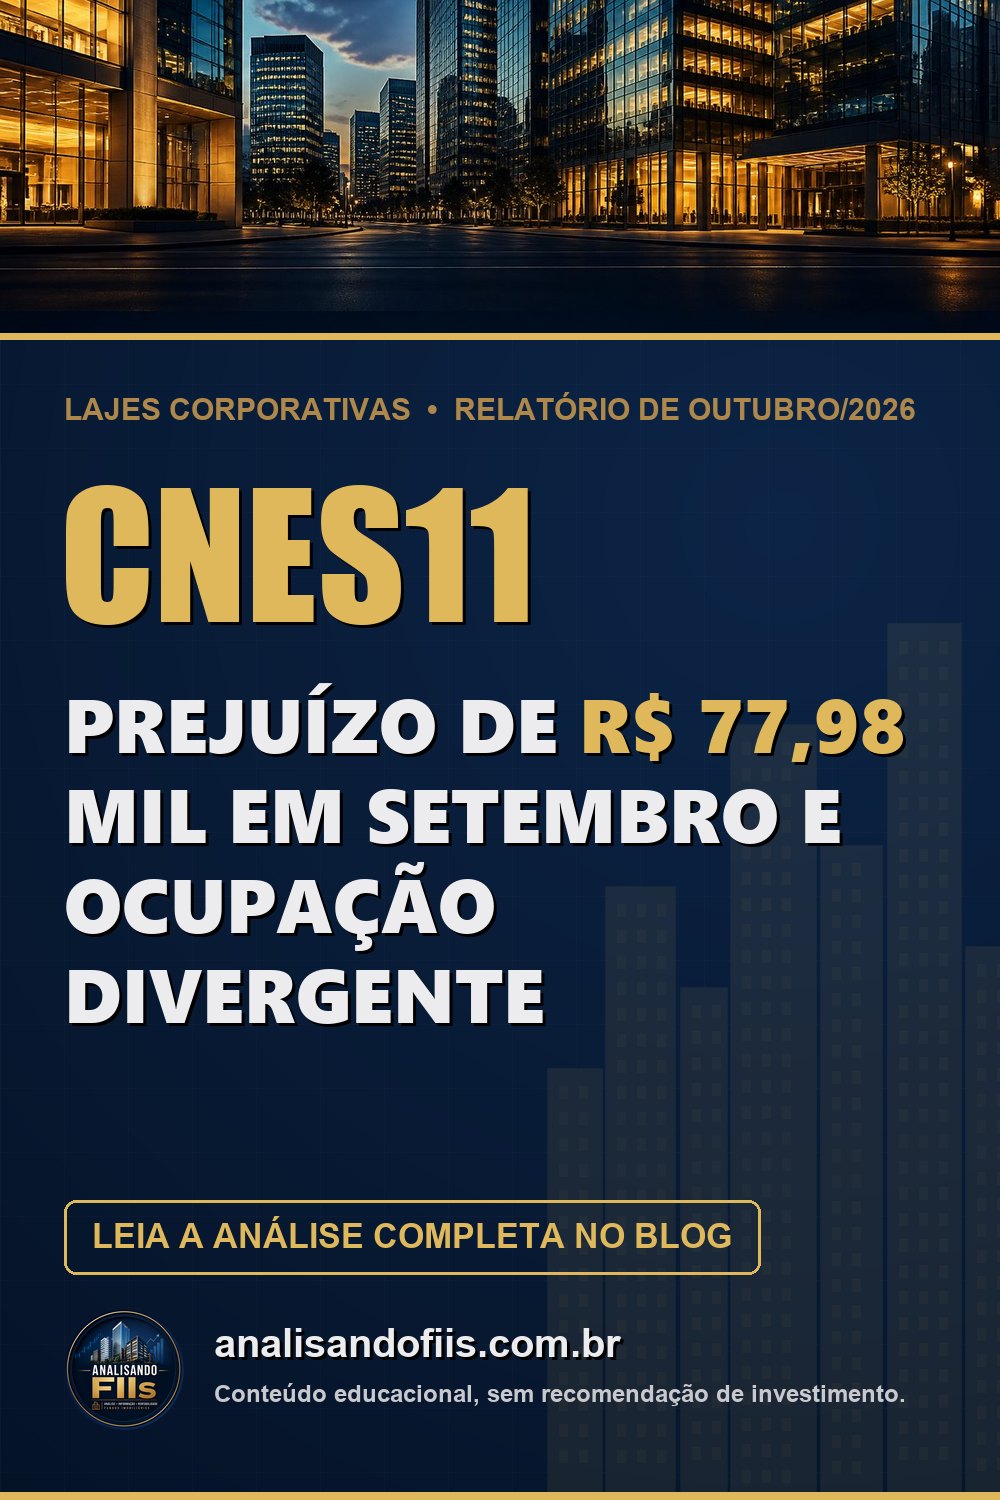 LAJES CORPORATIVAS • RELATÓRIO DE OUTUBRO/2026
CNES11
PREJUÍZO DE R$ 77,98
MIL EM SETEMBRO E
OCUPAÇÃO
DIVERGENTE
LEIA A ANÁLISE COMPLETA NO BLOG
ANALISANDO
FIIs
analisandofiis.com.br
Conteúdo educacional, sem recomendação de investimento.